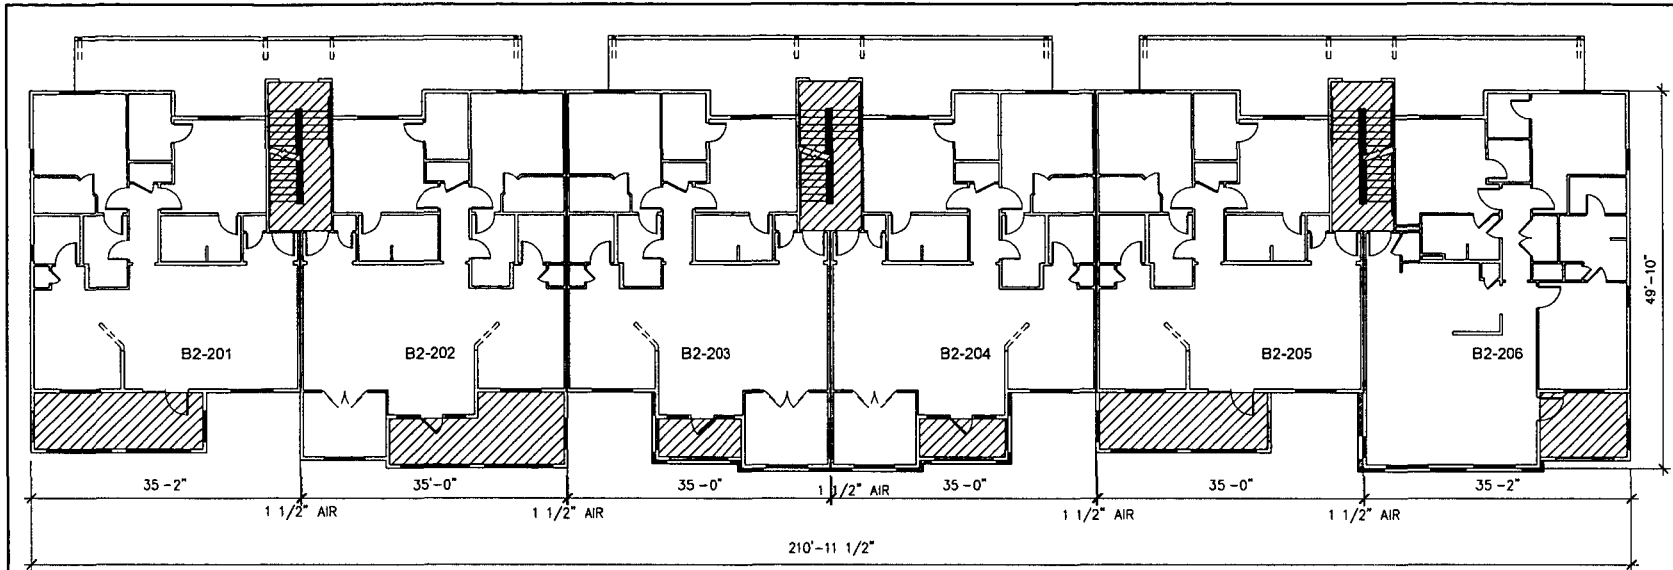 49'-10"
B2-201
B2-202
B2-203
B2-204
B2-205
B2-206
35 -2"
35'-0"
35 -0"
35 -0"
35 -0"
35 -2"
1 1/2" AIR
1 1/2" AIR
1 1/2" AIR
1 1/2" AIR
1 1/2" AIR
210'-11 1/2"